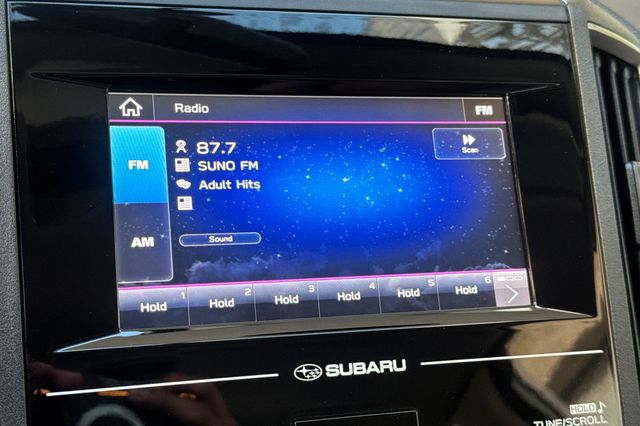 Radio
FM
FM
87.7
Scan
SUNO FM
Adult Hits
AM
Sound
1 2 3 4 5 6
Hold Hold Hold Hold Hold Hold
SUBARU
HOLD
TUNE/SCROLL